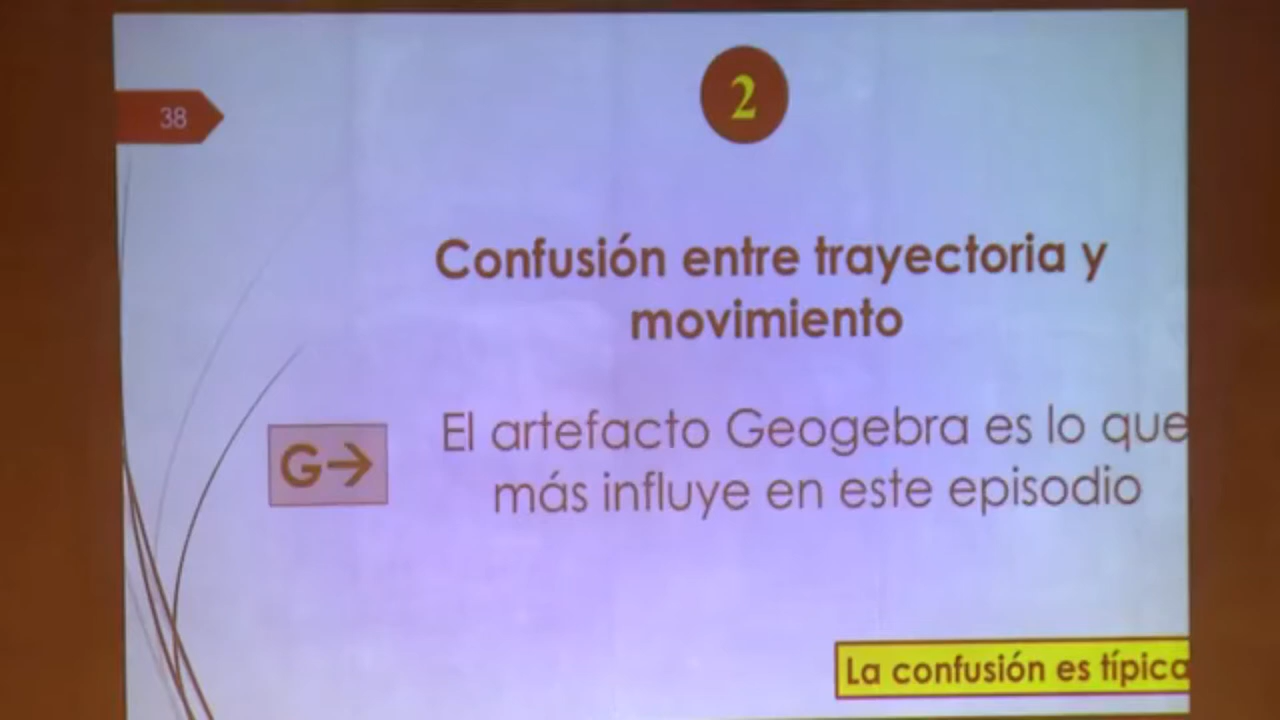 38
2
Confusión entre trayectoria y
movimiento
G→
El artefacto Geogebra es lo que
más influye en este episodio
La confusión es típica